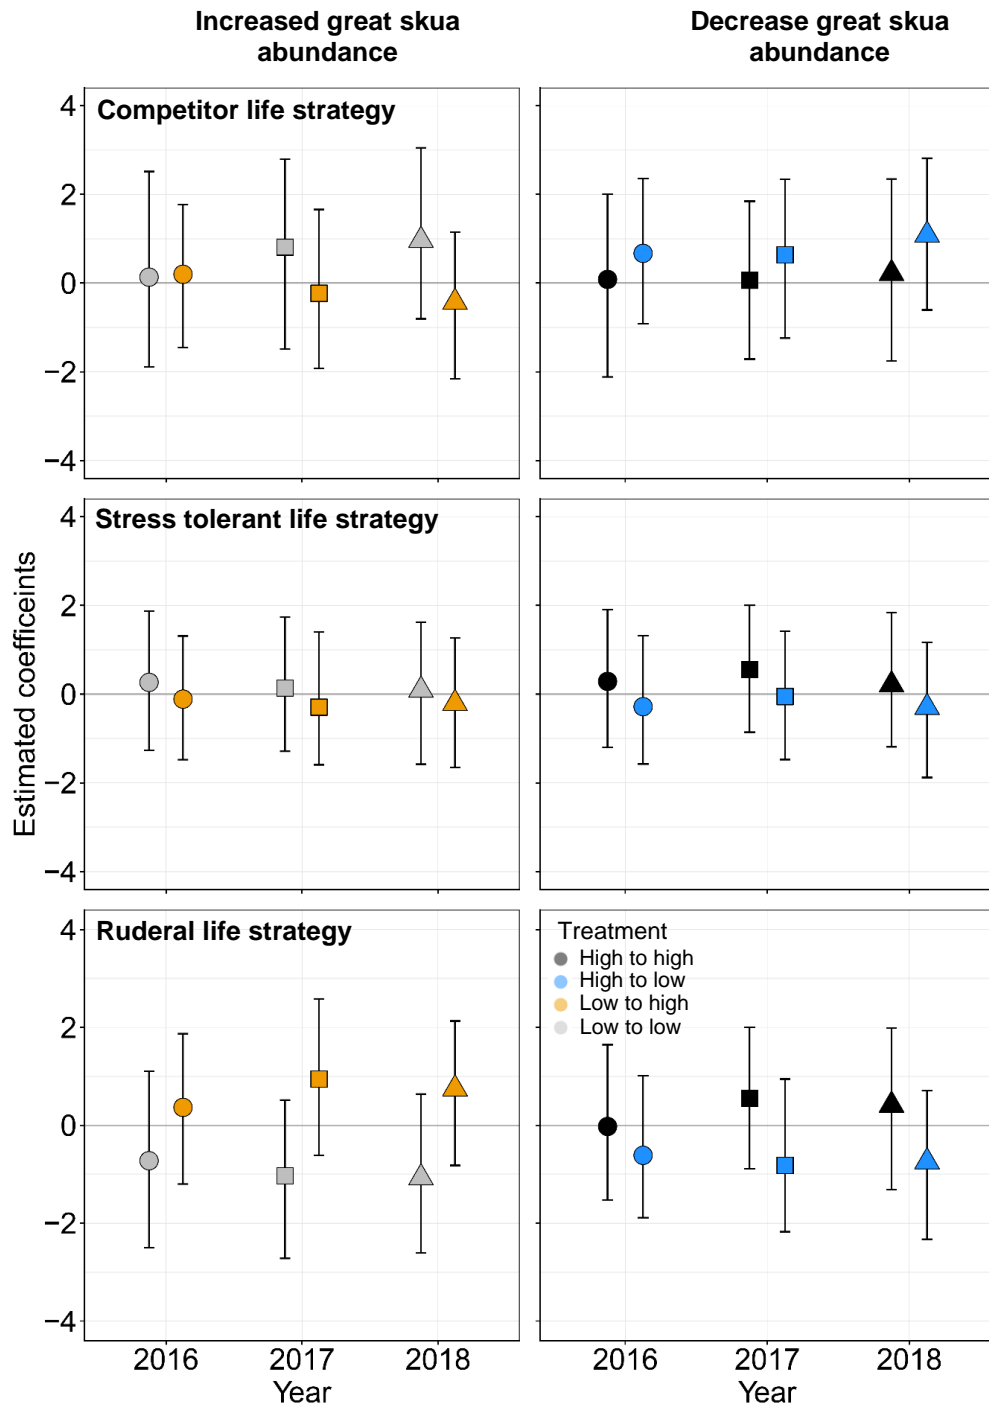 Increased great skua
abundance
Decrease great skua
abundance
Competitor life strategy
4
2
0
−2
−4
Stress tolerant life strategy
4
2
0
−2
−4
Estimated coefficeints
Ruderal life strategy
4
2
0
−2
−4
Treatment
High to high
High to low
Low to high
Low to low
2016 2017 2018
Year
2016 2017 2018
Year